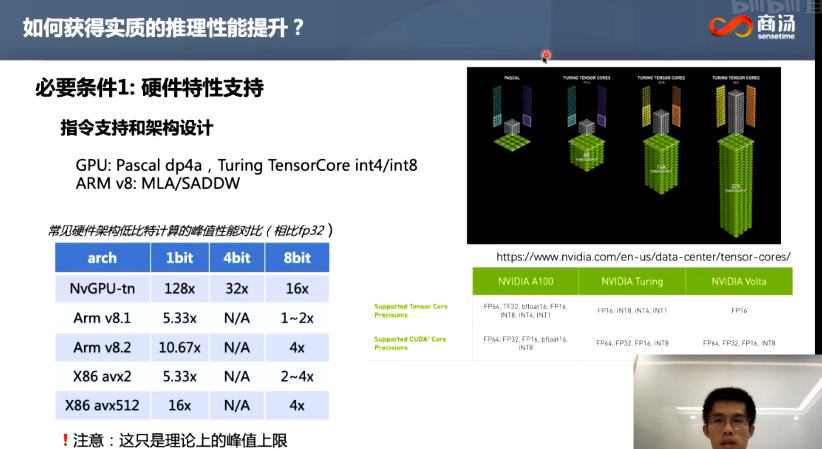 如何获得实质的推理性能提升？
商汤
sensetime
必要条件1: 硬件特性支持
指令支持和架构设计
GPU: Pascal dp4a，Turing TensorCore int4/int8
ARM v8: MLA/SADDW
常见硬件架构低比特计算的峰值性能对比（相比fp32）
arch 1bit 4bit 8bit
NvGPU-tn 128x 32x 16x
Arm v8.1 5.33x N/A 1~2x
Arm v8.2 10.67x N/A 4x
X86 avx2 5.33x N/A 2~4x
X86 avx512 16x N/A 4x
！注意：这只是理论上的峰值上限
PASCAL TURING TENSOR CORES TURING TENSOR CORES TURING TENSOR CORES
8X 16X 32X
https://www.nvidia.com/en-us/data-center/tensor-cores/
NVIDIA A100 NVIDIA Turing NVIDIA Volta
Supported Tensor Core Precisions FP64, TF32, bfloat16, FP16, INT8, INT4, INT1 FP16, INT8, INT4, INT1 FP16
Supported CUDA® Core Precisions FP64, FP32, FP16, bfloat16, INT8 FP64, FP32, FP16, INT8 FP64, FP32, FP16, INT8